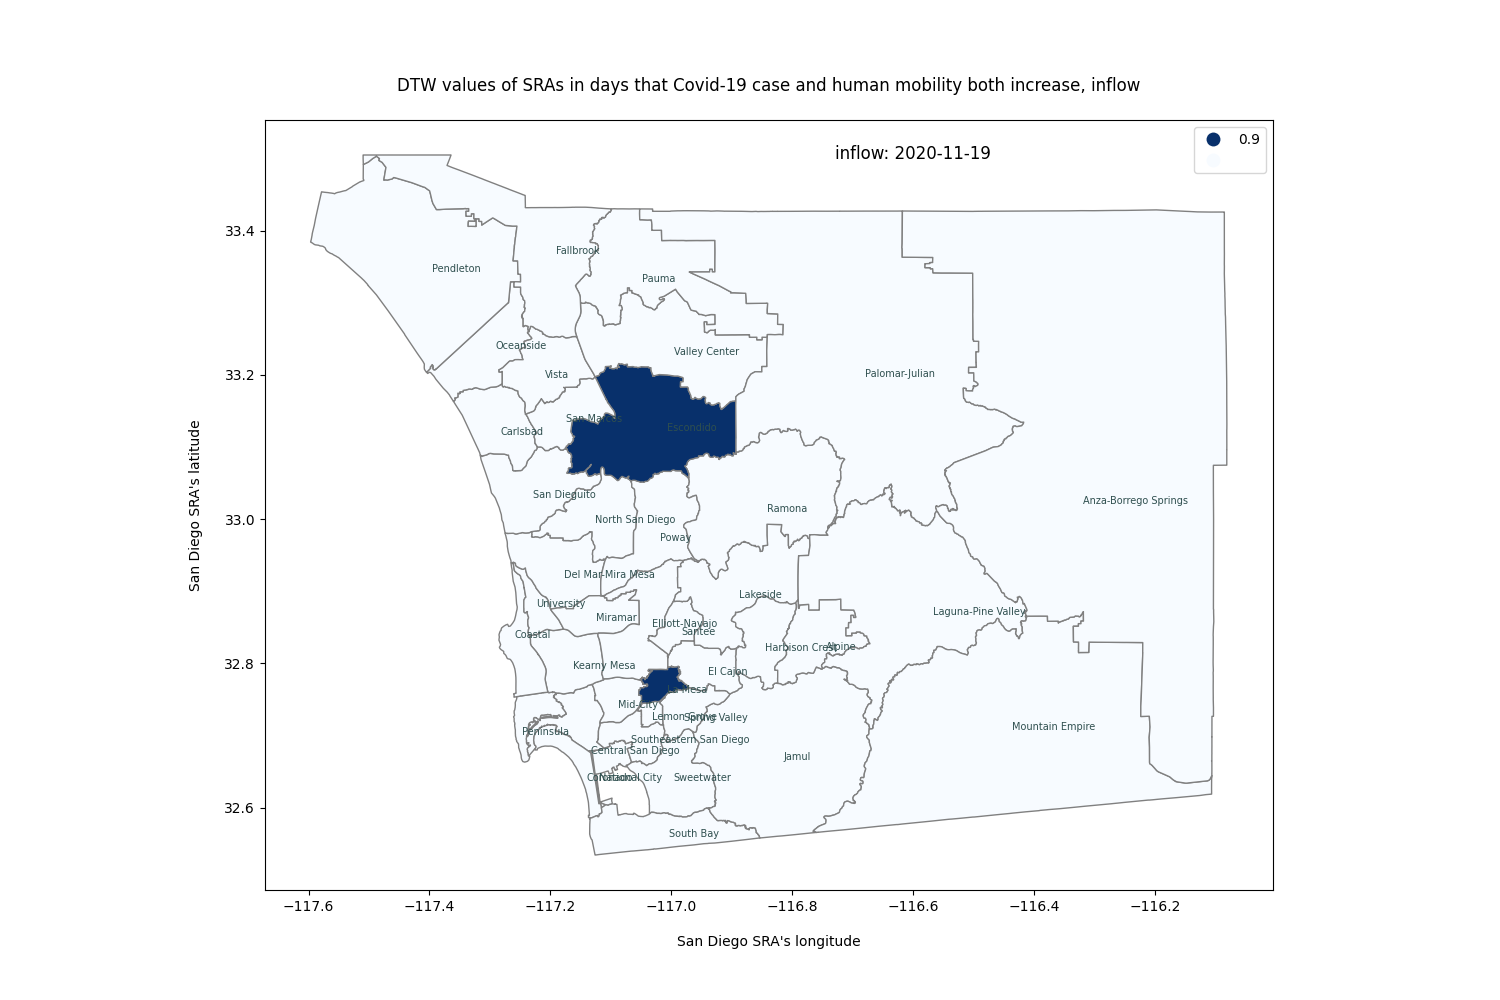 DTW values of SRAs in days that Covid-19 case and human mobility both increase, inflow
inflow: 2020-11-19
0.9
San Diego SRA's latitude
33.4
33.2
33.0
32.8
32.6
Fallbrook
Pendleton
Pauma
Oceanside
Valley Center
Vista
Palomar-Julian
San Marcos
Escondido
Carlsbad
San Dieguito
Anza-Borrego Springs
Ramona
North San Diego
Poway
Del Mar-Mira Mesa
Lakeside
University
Laguna-Pine Valley
Miramar
Elliott-Navajo
Santee
Coastal
Harbison Crest
Alpine
Kearny Mesa
El Cajon
La Mesa
Mid-City
Lemon Grove
Spring Valley
Mountain Empire
Peninsula
Southeastern San Diego
Central San Diego
Jamul
Coronado
National City
Sweetwater
South Bay
−117.6
−117.4
−117.2
−117.0
−116.8
−116.6
−116.4
−116.2
San Diego SRA's longitude